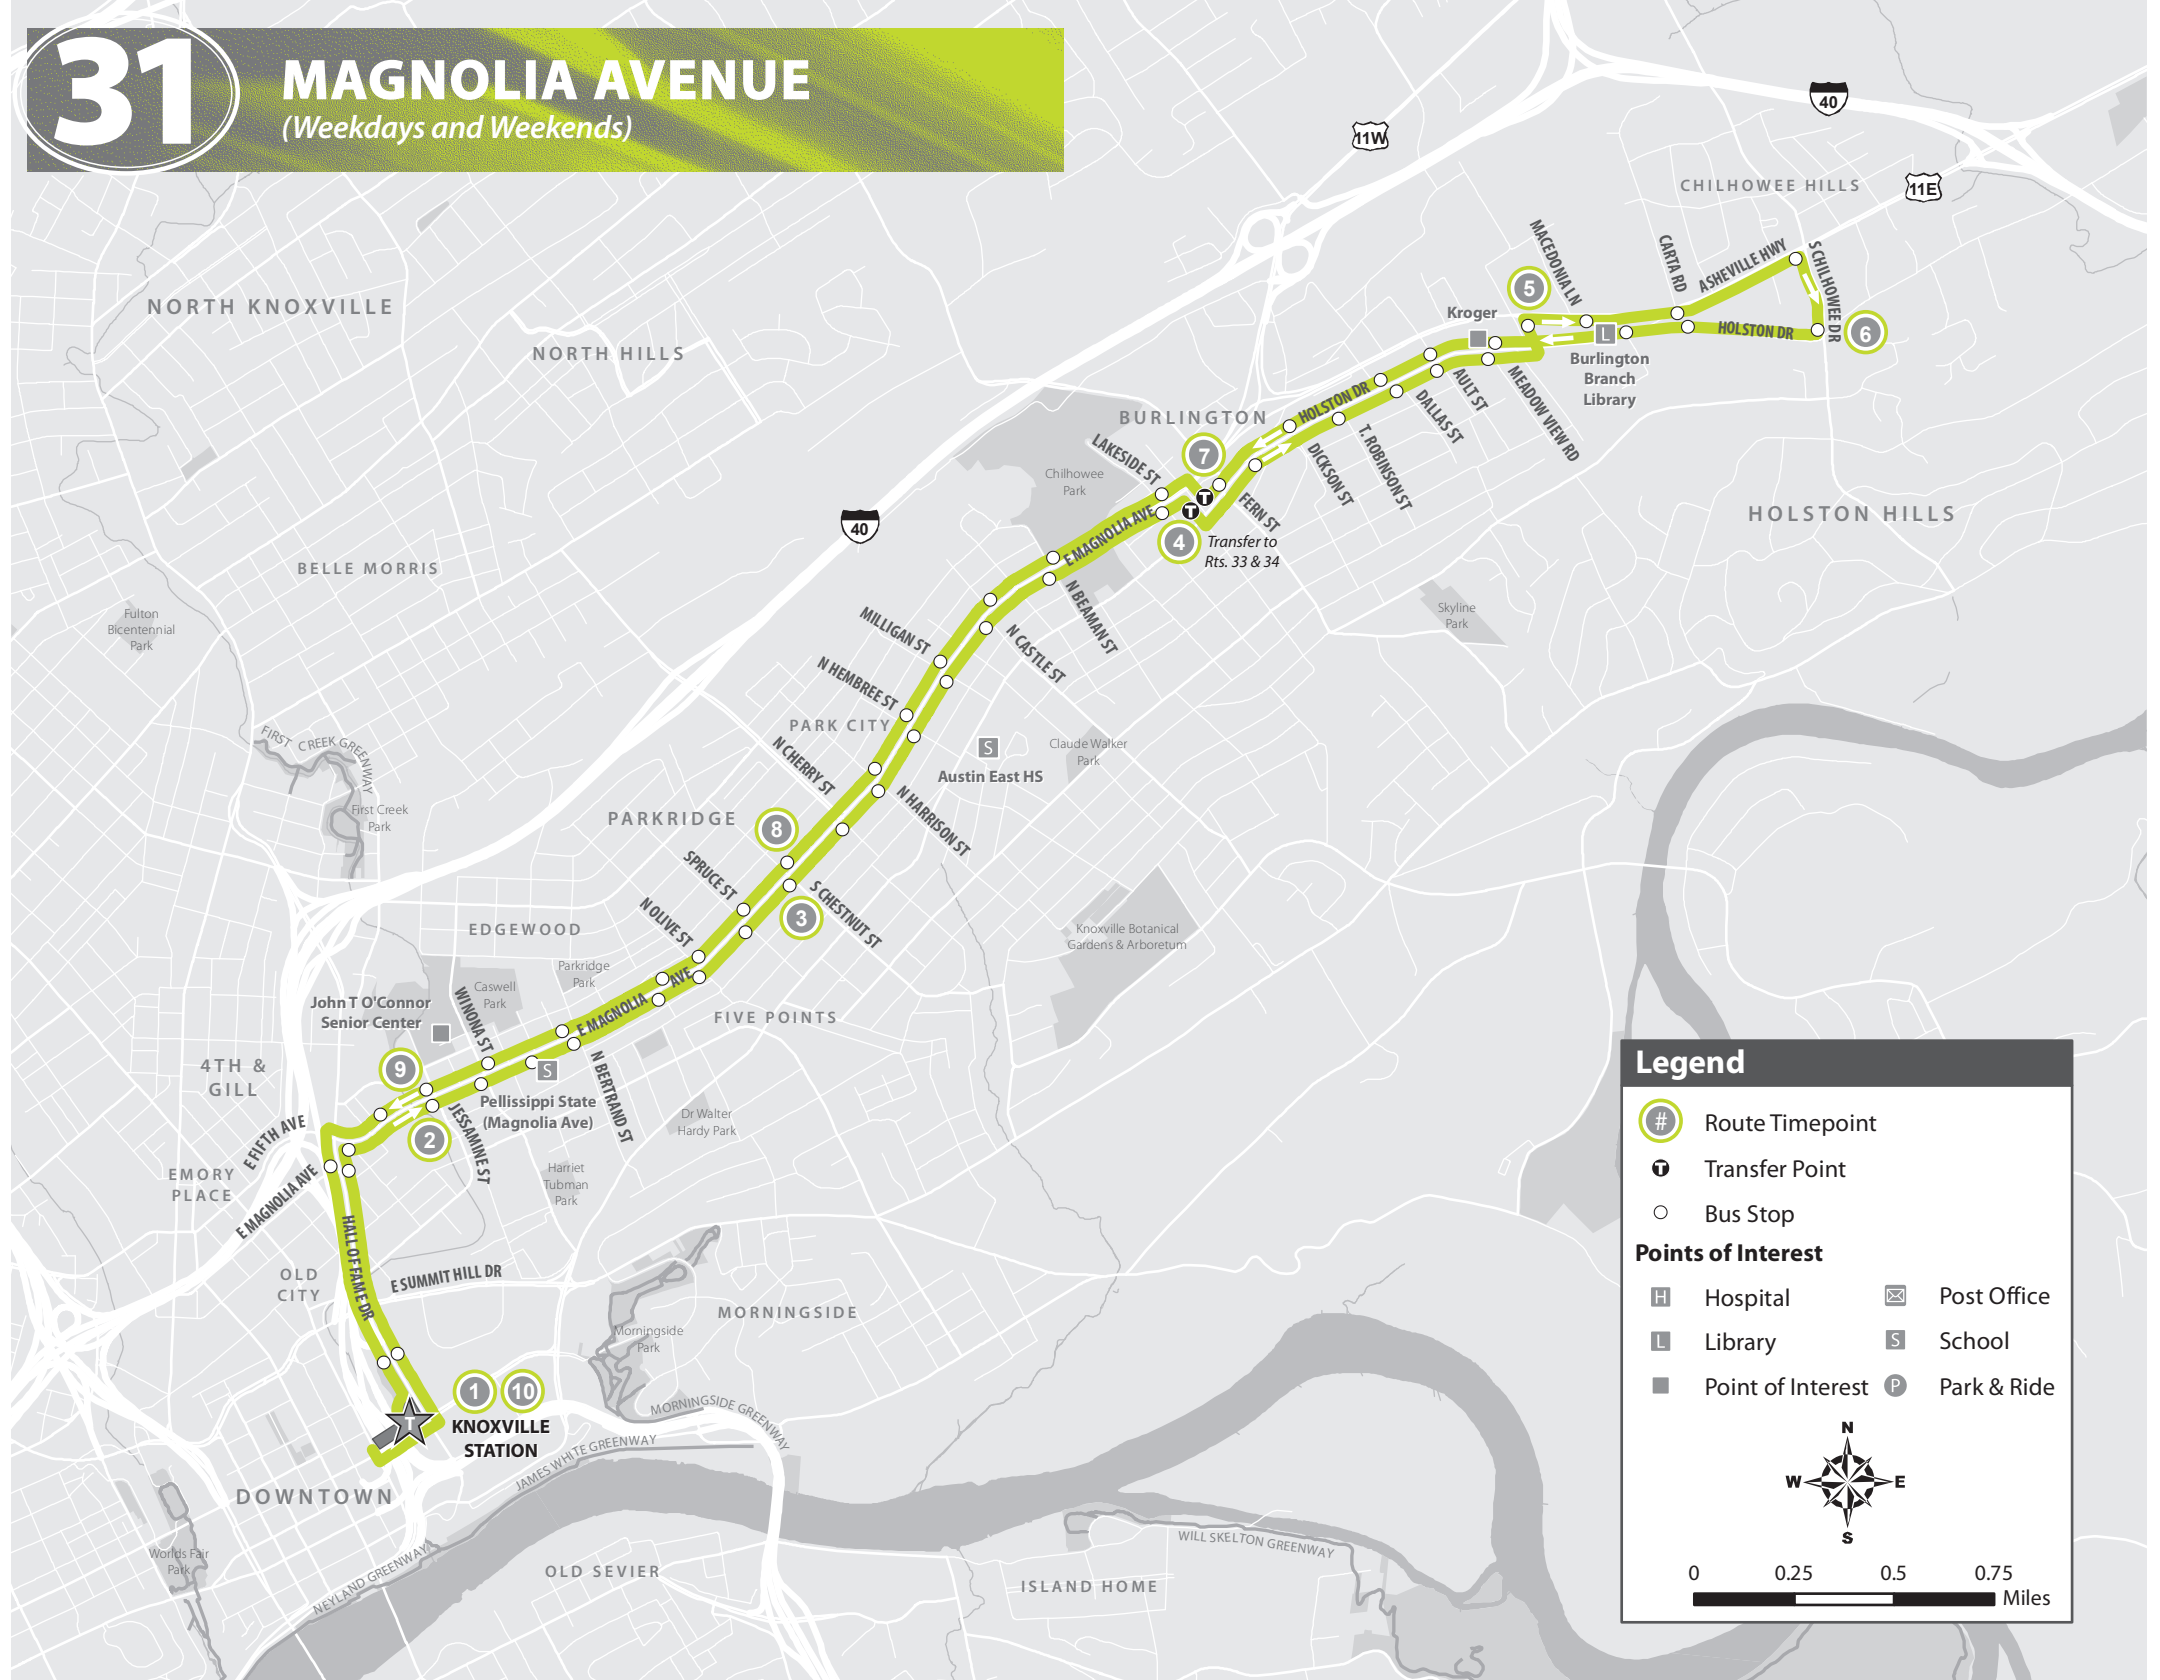 31
MAGNOLIA AVENUE
(Weekdays and Weekends)
40
11W
11E
CHILHOWEE HILLS
MACEDONIA LN
CARTA RD
ASHEVILLE HWY
S CHILHOWEE DR
5
6
Kroger
L
HOLSTON DR
Burlington
Branch
Library
NORTH KNOXVILLE
NORTH HILLS
BURLINGTON
HOLSTON DR
AULT ST
MEADOW VIEW RD
DALLAS ST
T. ROBINSON ST
DICKSON ST
FERN ST
LAKESIDE ST
7
T
T
4
Transfer to
Rts. 33 & 34
Chilhowee
Park
E MAGNOLIA AVE
HOLSTON HILLS
40
BELLE MORRIS
Fulton
Bicentennial
Park
Skyline
Park
MILLIGAN ST
N BEAMAN ST
N CASTLE ST
N HEMBREE ST
PARK CITY
N CHERRY ST
S
Austin East HS
Claude Walker
Park
FIRST CREEK GREENWAY
First Creek
Park
N HARRISON ST
PARKRIDGE
8
SPRUCE ST
S CHESTNUT ST
3
N OLIVE ST
EDGEWOOD
Knoxville Botanical
Gardens & Arboretum
Parkridge
Park
Caswell
Park
E MAGNOLIA AVE
John T O'Connor
Senior Center
WINONA ST
FIVE POINTS
4TH &
GILL
9
S
N BERTRAND ST
Pellissippi State
(Magnolia Ave)
JESSAMINE ST
2
Dr Walter
Hardy Park
E FIFTH AVE
E MAGNOLIA AVE
EMORY
PLACE
Harriet
Tubman
Park
HALL OF FAME DR
OLD
CITY
E SUMMIT HILL DR
MORNINGSIDE
Morningside
Park
1
10
T
KNOXVILLE
STATION
MORNINGSIDE GREENWAY
JAMES WHITE GREENWAY
DOWNTOWN
Worlds Fair
Park
NEYLAND GREENWAY
OLD SEVIER
ISLAND HOME
WILL SKELTON GREENWAY
Legend
# Route Timepoint
T Transfer Point
Bus Stop
Points of Interest
H Hospital
Post Office
L Library
S School
Point of Interest
P Park & Ride
N
W E
S
0 0.25 0.5 0.75
Miles